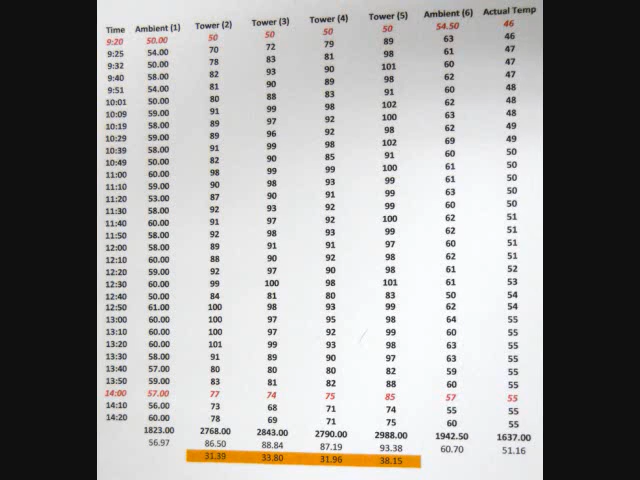 Time Ambient (1) Tower (2) Tower (3) Tower (4) Tower (5) Ambient (6) Actual Temp
9:20 50.00 50 50 50 50 54.50 46
9:25 54.00 70 72 79 89 63 46
9:32 50.00 78 83 81 98 61 47
9:40 58.00 82 93 90 101 60 47
9:51 54.00 81 90 89 98 62 47
10:01 50.00 80 88 83 91 60 48
10:09 59.00 91 99 98 102 62 48
10:19 58.00 89 97 92 100 63 48
10:29 59.00 89 96 92 98 62 49
10:39 58.00 91 99 98 102 69 49
10:49 50.00 82 90 85 91 60 50
11:00 60.00 98 99 99 100 61 50
11:10 59.00 90 98 93 99 61 50
11:20 53.00 87 90 91 99 63 50
11:30 58.00 92 93 92 99 60 50
11:40 60.00 91 97 92 100 62 51
11:50 58.00 92 98 93 99 62 51
12:00 58.00 89 91 91 97 60 51
12:10 60.00 88 90 92 98 62 51
12:20 59.00 92 97 90 98 61 52
12:30 60.00 99 100 98 101 61 53
12:40 50.00 84 81 80 83 50 54
12:50 61.00 100 98 93 99 62 54
13:00 60.00 100 97 95 98 64 55
13:10 60.00 100 97 92 99 60 55
13:20 60.00 101 99 93 98 63 55
13:30 58.00 91 89 90 97 63 55
13:40 57.00 80 80 80 82 59 55
13:50 59.00 83 81 82 88 60 55
14:00 57.00 77 74 75 85 57 55
14:10 56.00 73 68 71 74 55 55
14:20 60.00 78 69 71 75 60 55
1823.00 2768.00 2843.00 2790.00 2988.00 1942.50 1637.00
56.97 86.50 88.84 87.19 93.38 60.70 51.16
31.39 33.80 31.96 38.15